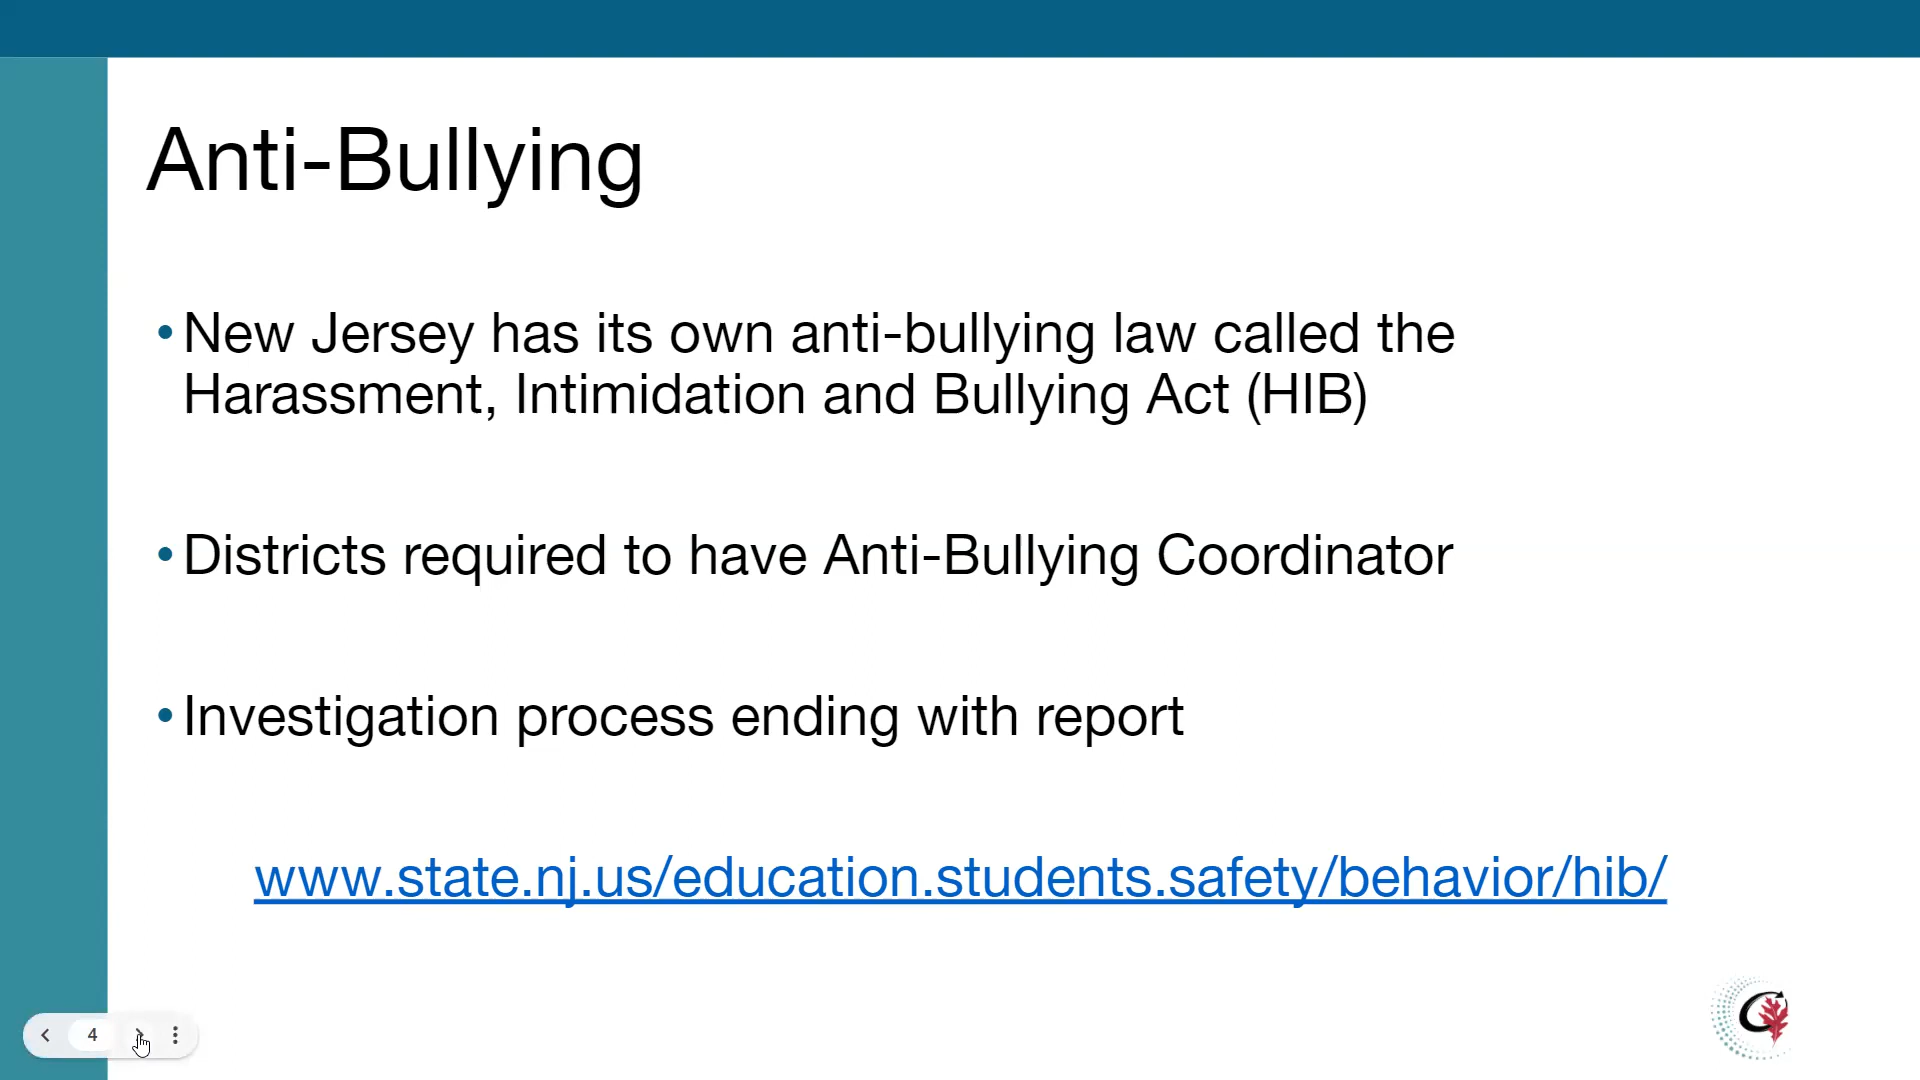 Anti-Bullying
• New Jersey has its own anti-bullying law called the
Harassment, Intimidation and Bullying Act (HIB)
• Districts required to have Anti-Bullying Coordinator
• Investigation process ending with report
www.state.nj.us/education.students.safety/behavior/hib/
4